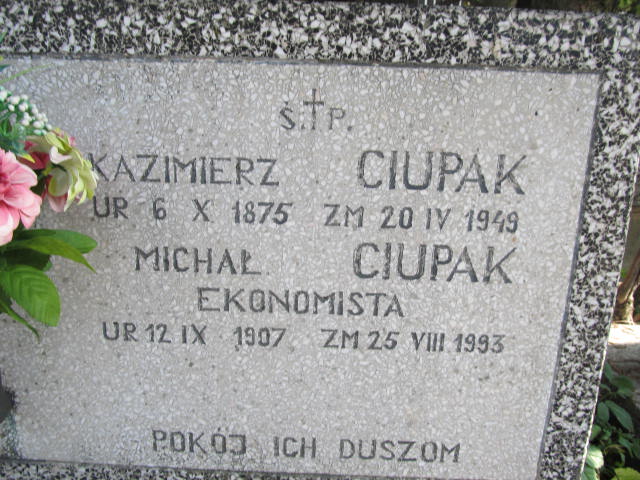 Ś.†P.
KAZIMIERZ CIUPAK
UR 6 X 1875 ZM 20 IV 1949
MICHAŁ CIUPAK
EKONOMISTA
UR 12 IX 1907 ZM 25 VIII 1993
POKÓJ ICH DUSZOM